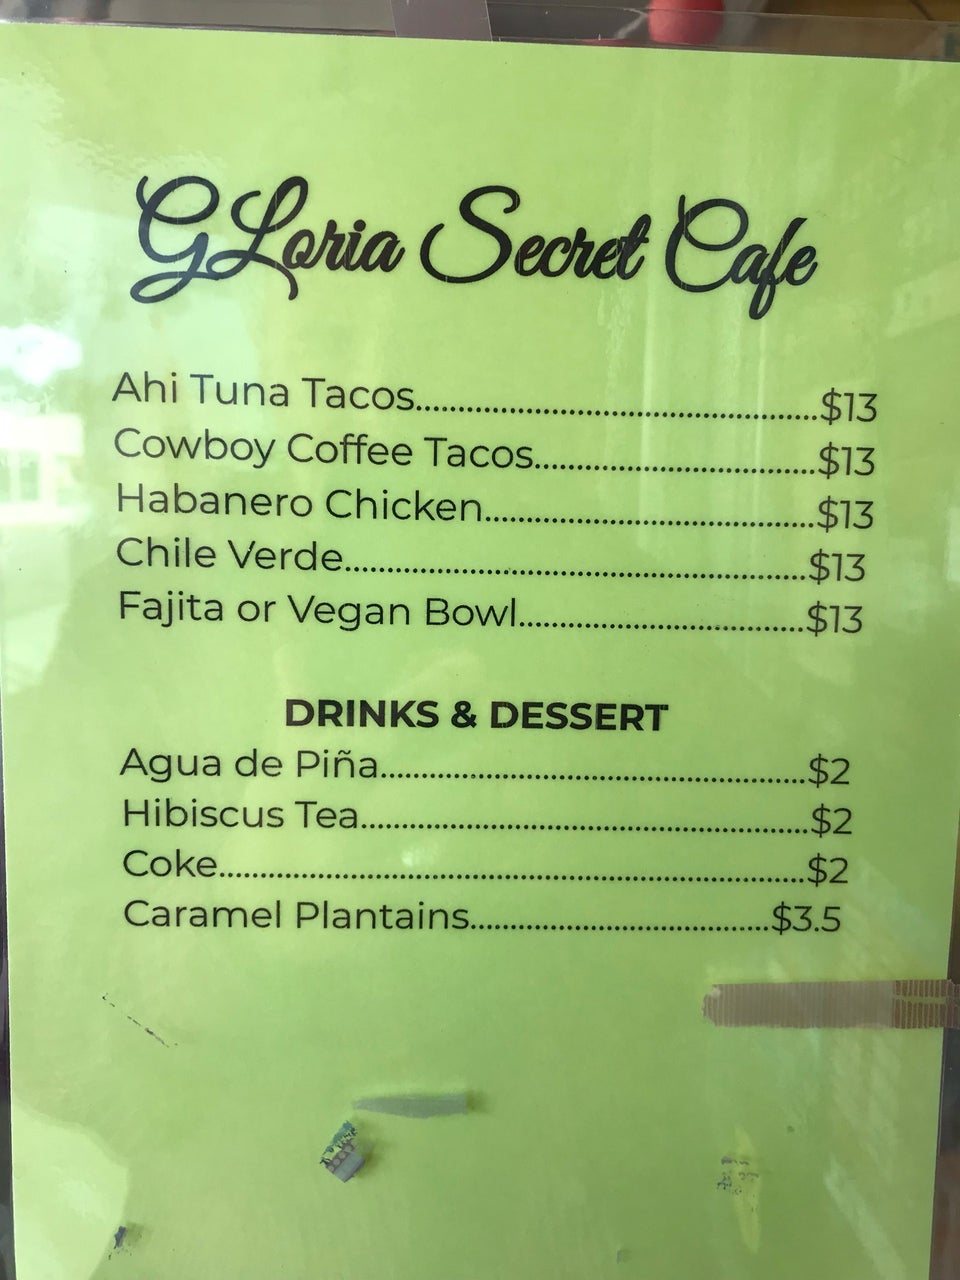 GLoria Secret Cafe
Ahi Tuna Tacos.......................................................$13
Cowboy Coffee Tacos......................................$13
Habanero Chicken.............................................$13
Chile Verde...............................................................$13
Fajita or Vegan Bowl.......................................$13
DRINKS & DESSERT
Agua de Piña..........................................................$2
Hibiscus Tea.............................................................$2
Coke................................................................................$2
Caramel Plantains.........................................$3.5